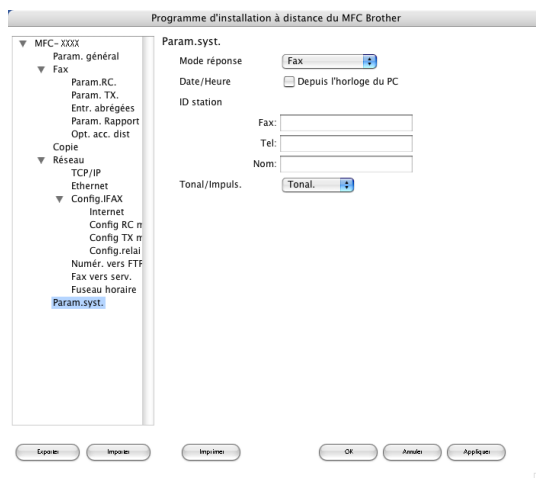 Programme d'installation à distance du MFC Brother
MFC-XXXX
Param. général
Fax
Param.RC.
Param. TX.
Entr. abrégées
Param. Rapport
Opt. acc. dist
Copie
Réseau
TCP/IP
Ethernet
Config.IFAX
Internet
Config RC m
Config TX m
Config.relai
Numér. vers FTP
Fax vers serv.
Fuseau horaire
Param.syst.
Param.syst.
Mode réponse Fax
Date/Heure Depuis l'horloge du PC
ID station
Fax:
Tel:
Nom:
Tonal/Impuls. Tonal.
Exporter Importer Imprimer OK Annuler Appliquer